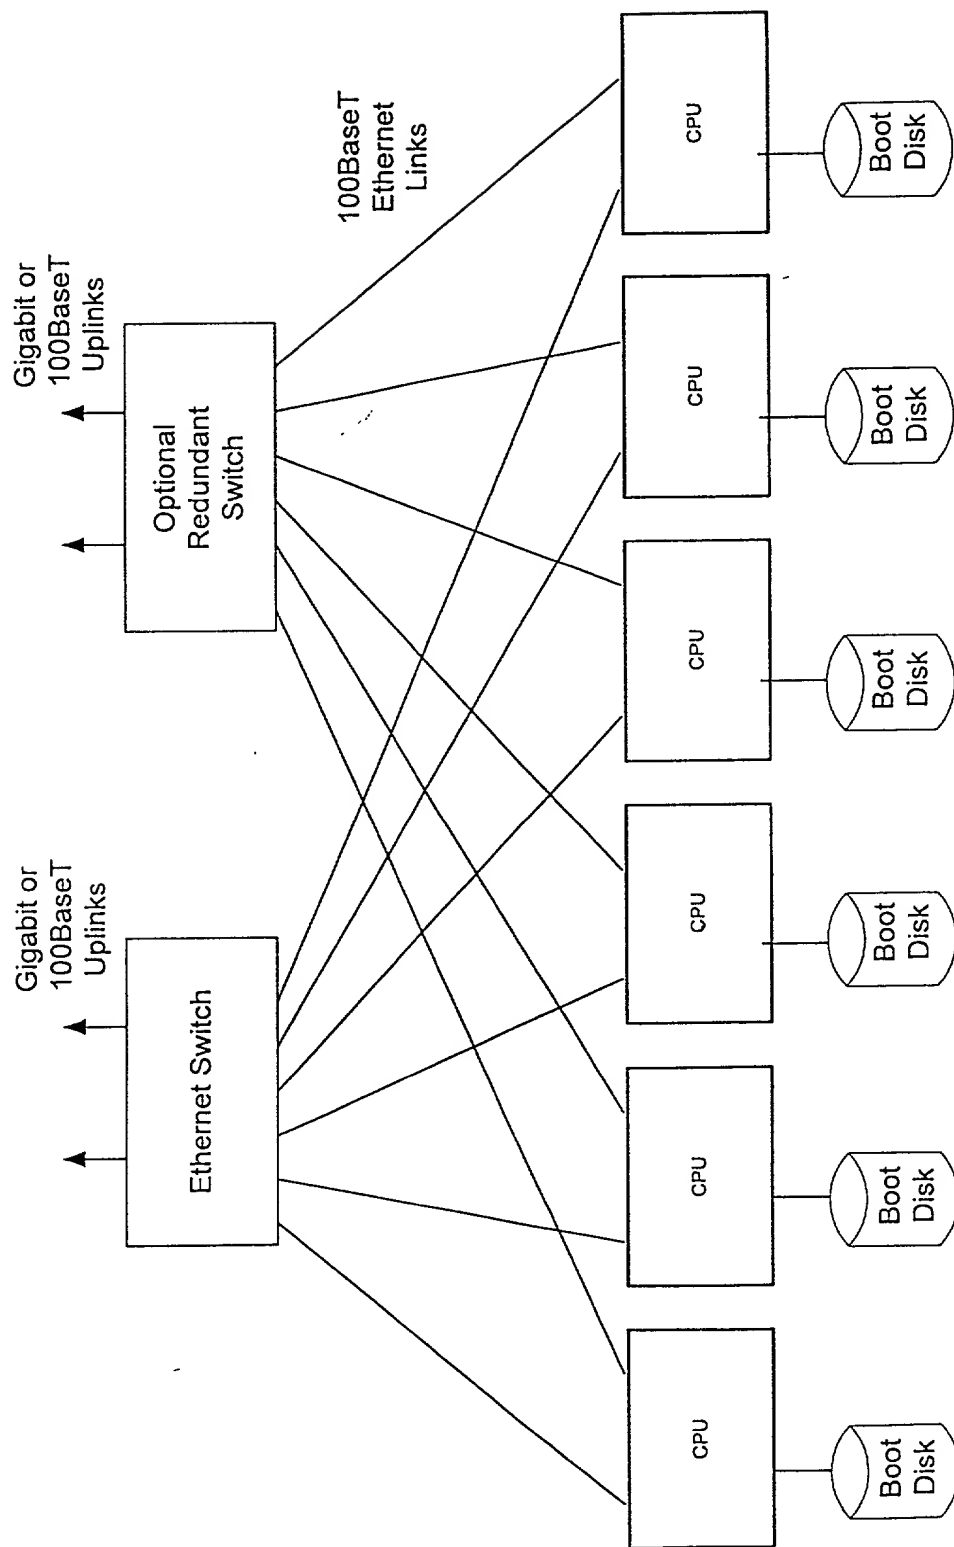 Gigabit or
100BaseT
Uplinks
Gigabit or
100BaseT
Uplinks
Ethernet Switch
Optional
Redundant
Switch
100BaseT
Ethernet
Links
CPU
CPU
CPU
CPU
CPU
CPU
Boot
Disk
Boot
Disk
Boot
Disk
Boot
Disk
Boot
Disk
Boot
Disk